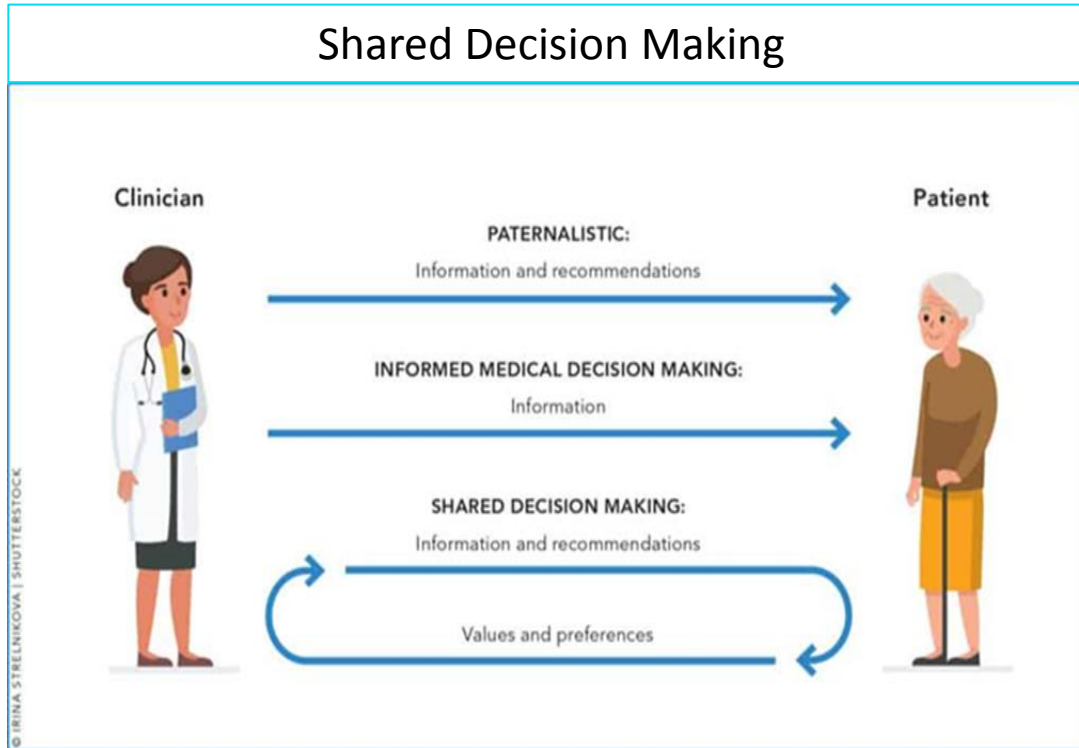 Shared Decision Making
Clinician
Patient
PATERNALISTIC:
Information and recommendations
INFORMED MEDICAL DECISION MAKING:
Information
SHARED DECISION MAKING:
Information and recommendations
Values and preferences
© IRINA STRELNIKOVA | SHUTTERSTOCK